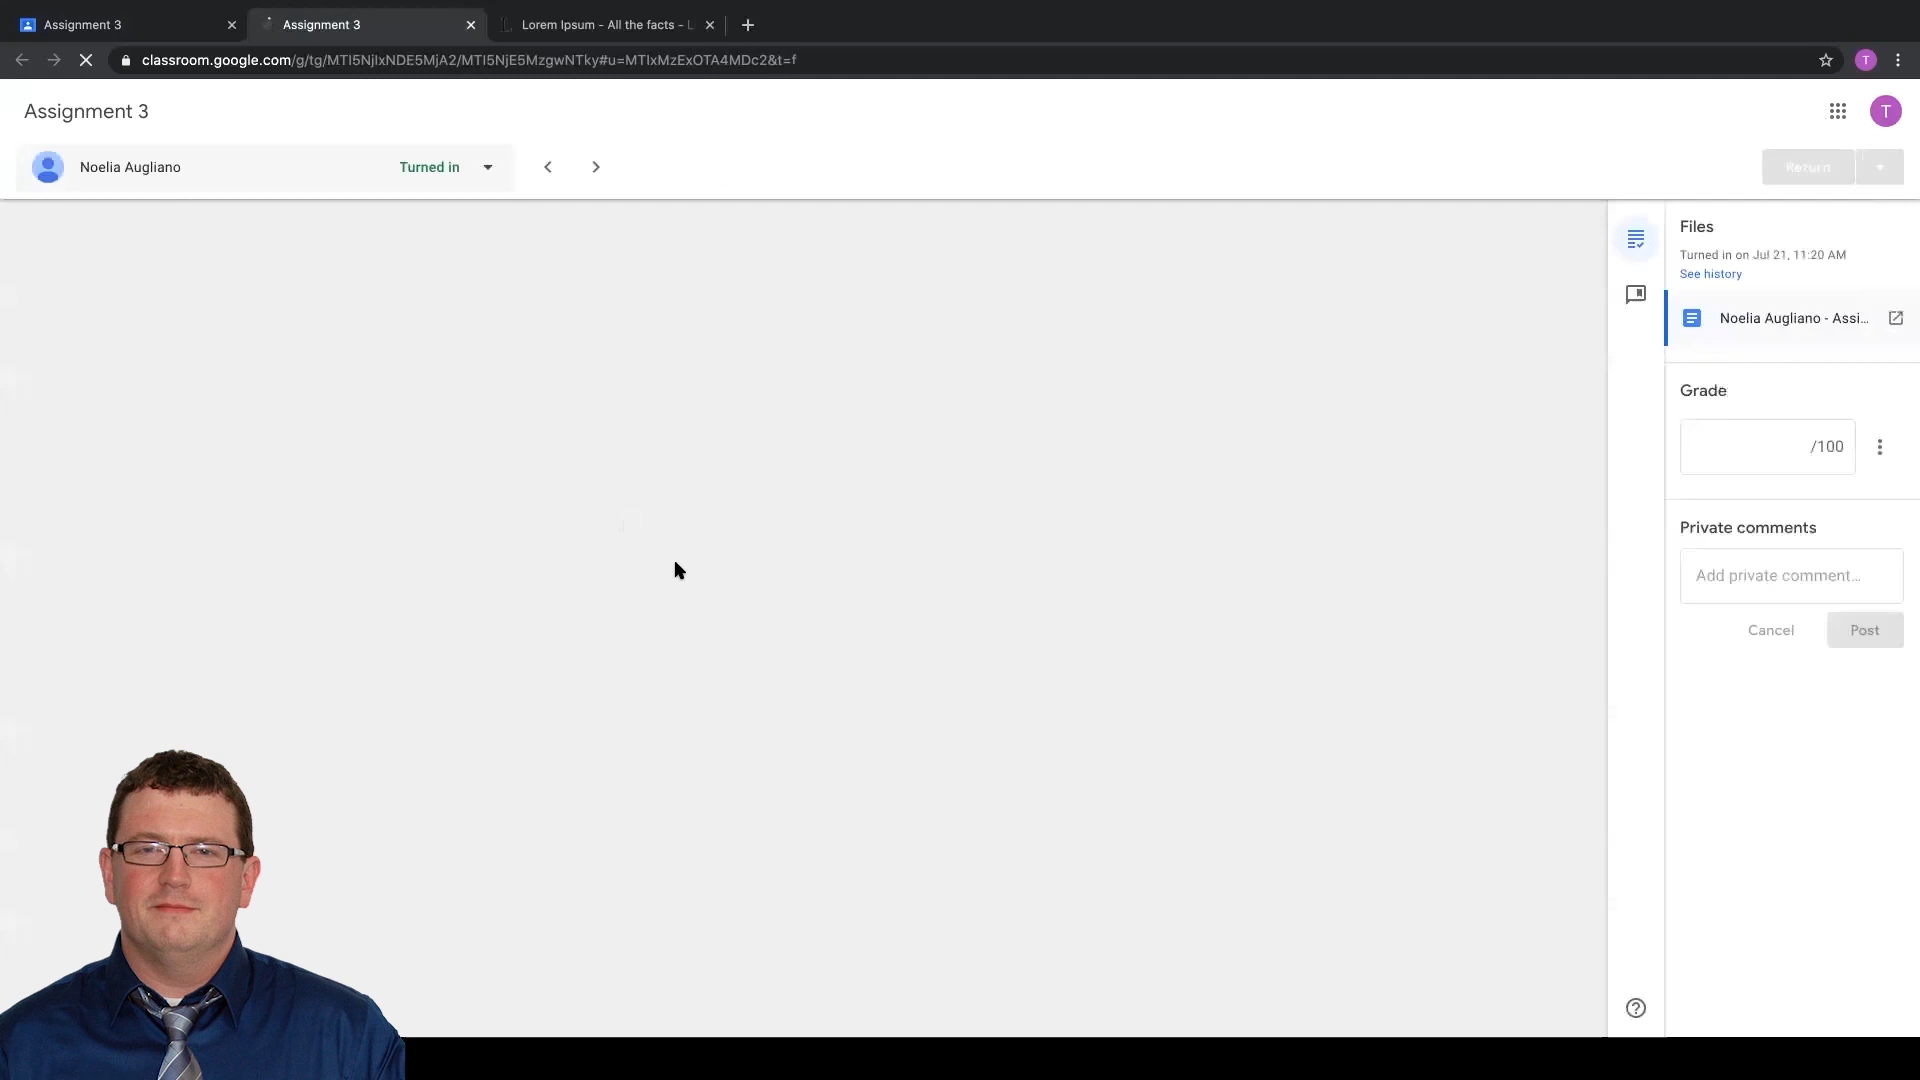 Assignment 3
Assignment 3
Lorem Ipsum - All the facts - L
classroom.google.com/g/tg/MTI5NjIxNDE5MjA2/MTI5NjE5MzgwNTky#u=MTIxMzExOTA4MDc2&t=f
T
Assignment 3
T
Noelia Augliano
Turned in
Return
Files
Turned in on Jul 21, 11:20 AM
See history
Noelia Augliano - Assi...
Grade
/100
Private comments
Add private comment...
Cancel
Post